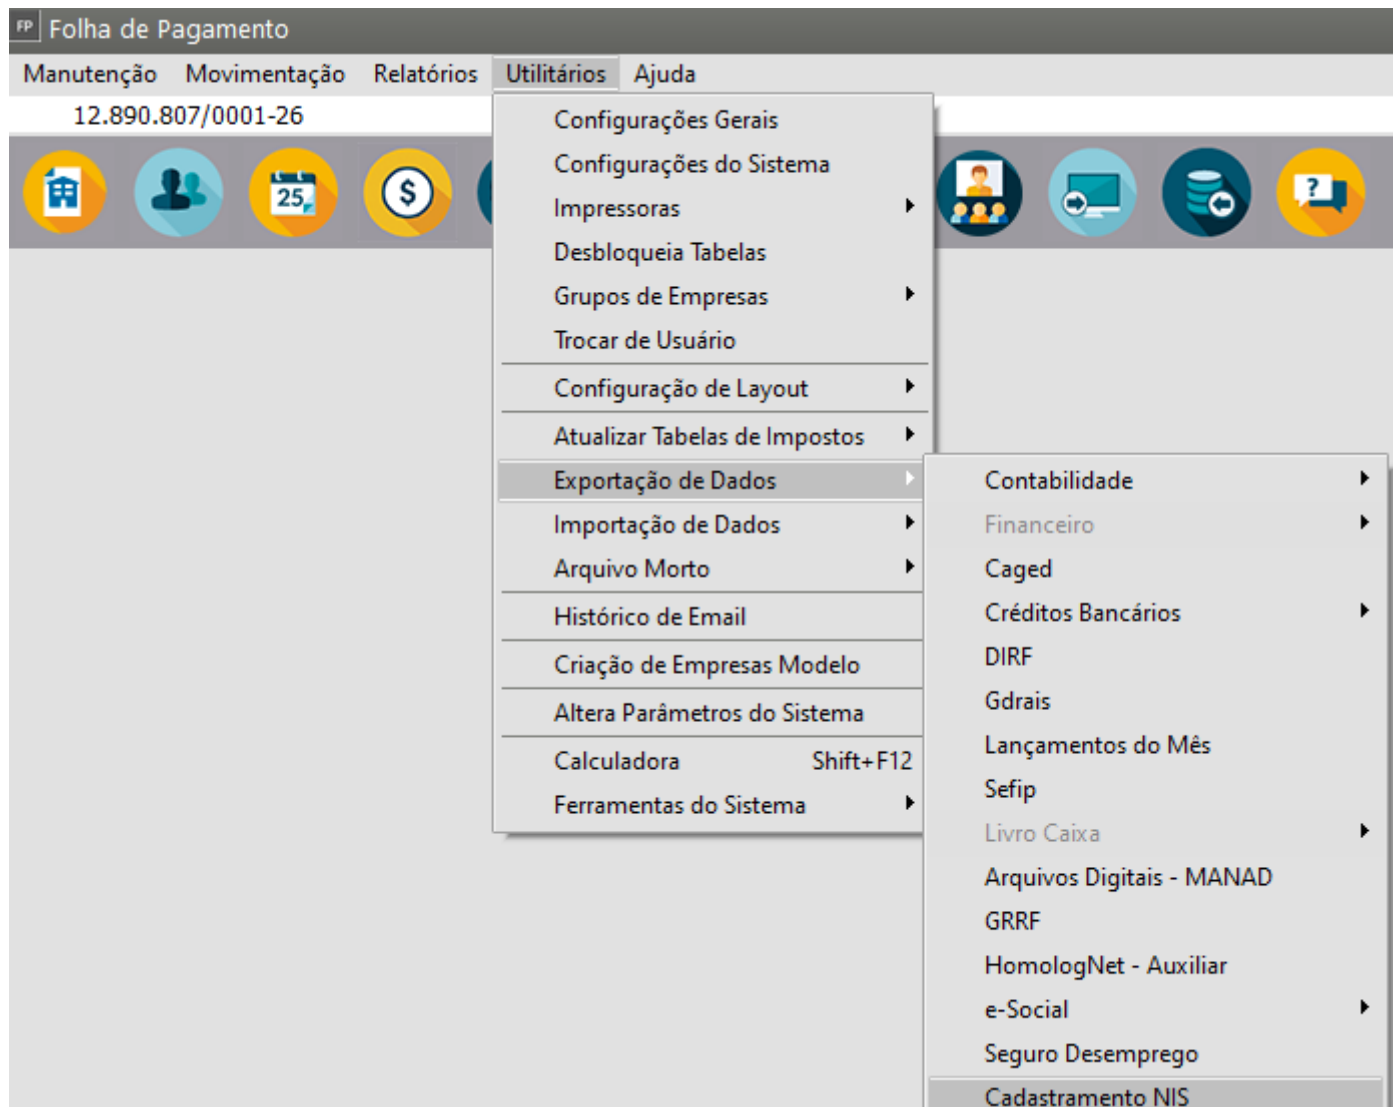 FP Folha de Pagamento
Manutenção Movimentação Relatórios Utilitários Ajuda
12.890.807/0001-26
25
$
?
Configurações Gerais
Configurações do Sistema
Impressoras
Desbloqueia Tabelas
Grupos de Empresas
Trocar de Usuário
Configuração de Layout
Atualizar Tabelas de Impostos
Exportação de Dados
Importação de Dados
Arquivo Morto
Histórico de Email
Criação de Empresas Modelo
Altera Parâmetros do Sistema
Calculadora Shift+F12
Ferramentas do Sistema
Contabilidade
Financeiro
Caged
Créditos Bancários
DIRF
Gdrais
Lançamentos do Mês
Sefip
Livro Caixa
Arquivos Digitais - MANAD
GRRF
HomologNet - Auxiliar
e-Social
Seguro Desemprego
Cadastramento NIS